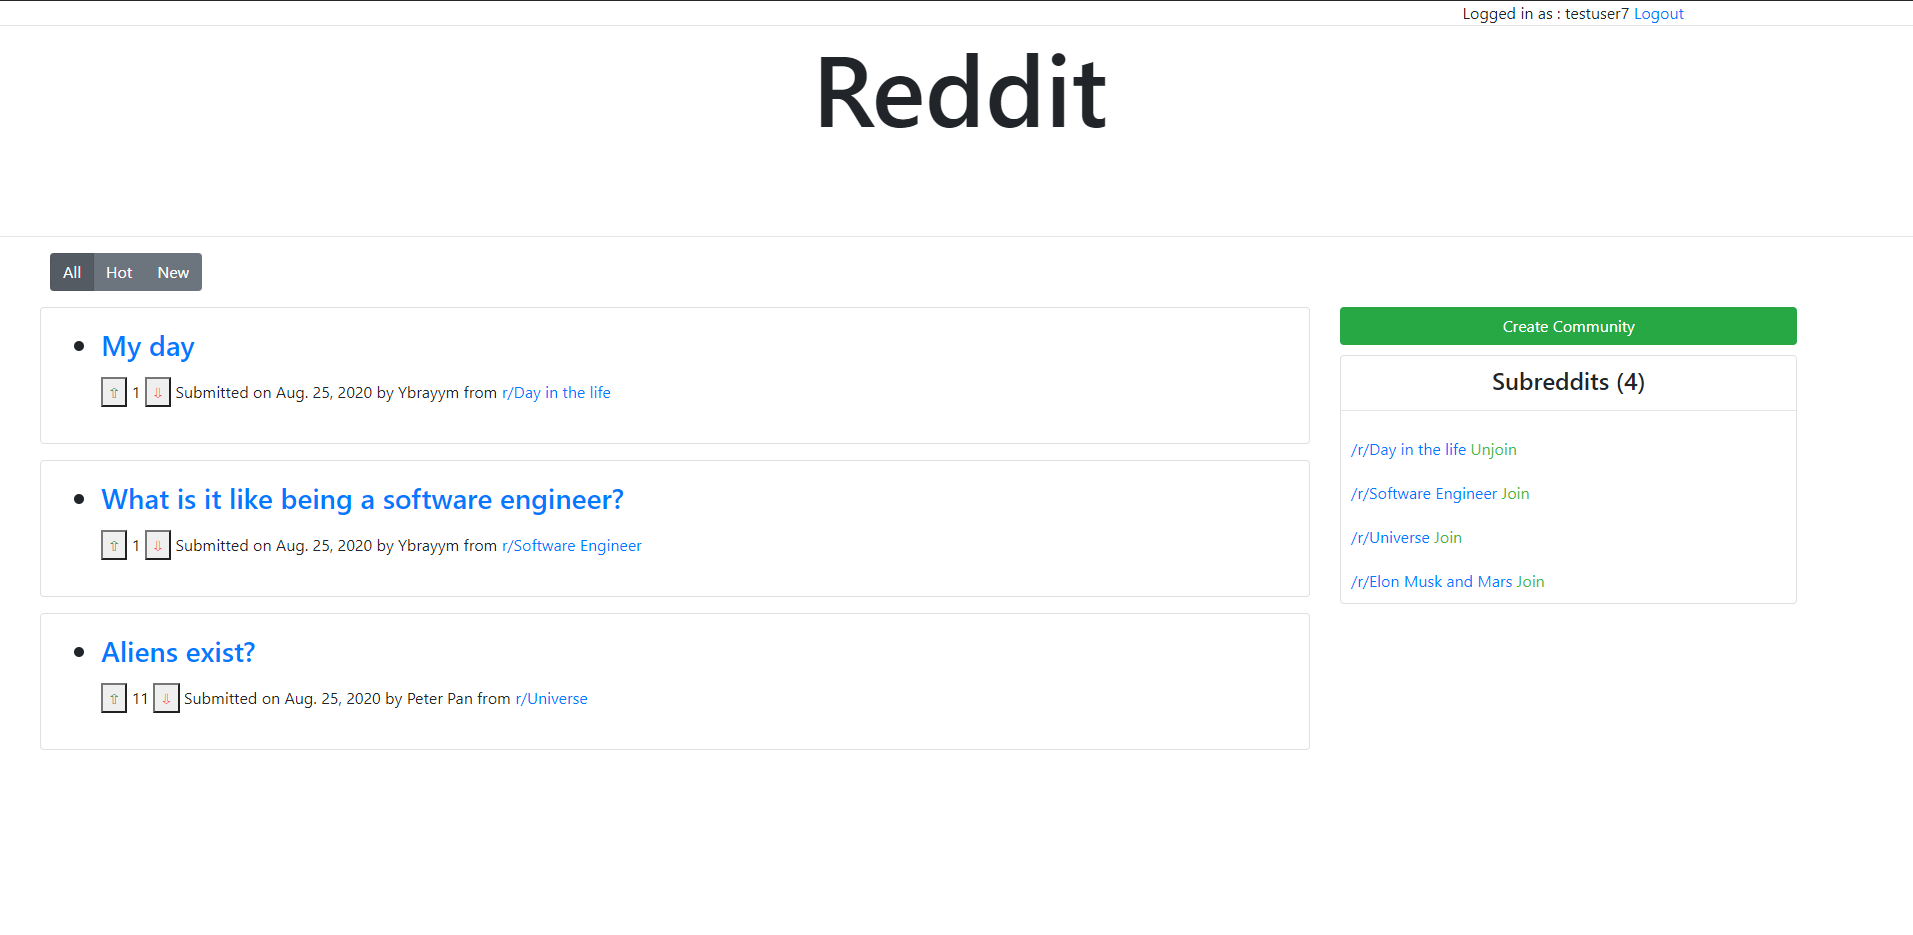 Logged in as : testuser7 Logout
Reddit
All Hot New
My day
⇧ 1 ⇩ Submitted on Aug. 25, 2020 by Ybrayym from r/Day in the life
What is it like being a software engineer?
⇧ 1 ⇩ Submitted on Aug. 25, 2020 by Ybrayym from r/Software Engineer
Aliens exist?
⇧ 11 ⇩ Submitted on Aug. 25, 2020 by Peter Pan from r/Universe
Create Community
Subreddits (4)
/r/Day in the life Unjoin
/r/Software Engineer Join
/r/Universe Join
/r/Elon Musk and Mars Join